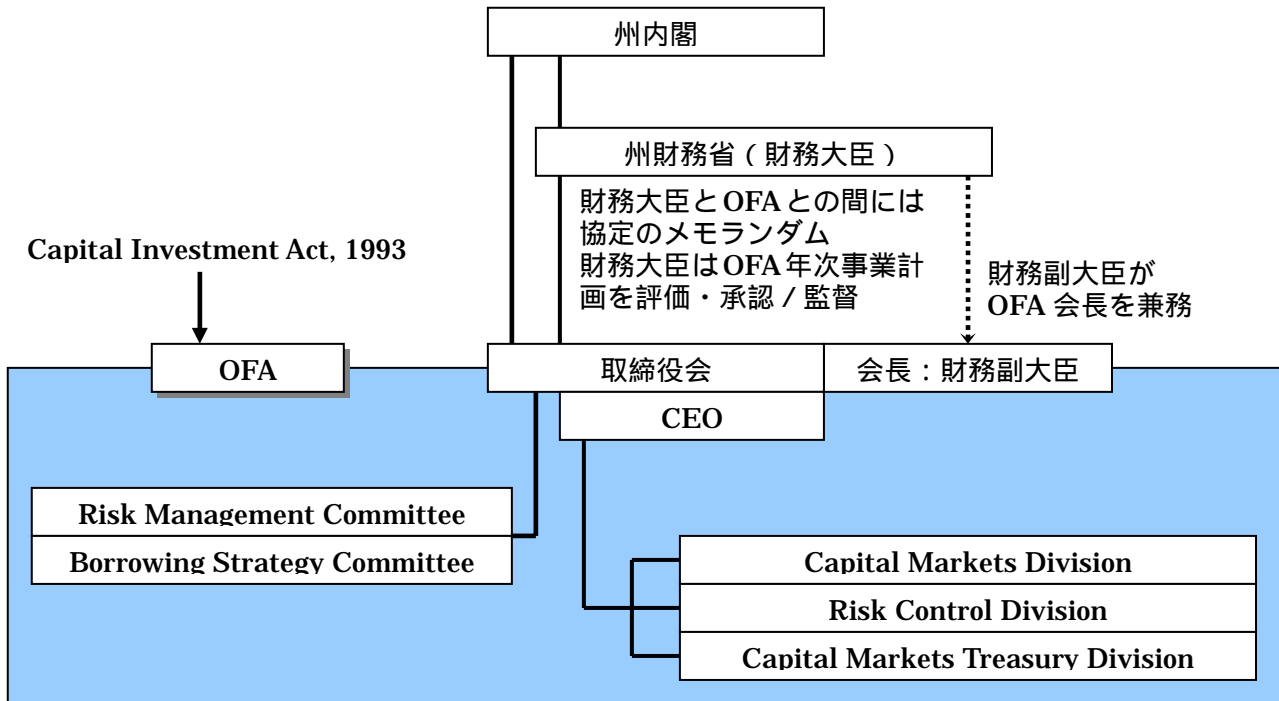 州内閣
州財務省（財務大臣）
財務大臣とOFAとの間には
協定のメモランダム
財務大臣はOFA年次事業計
画を評価・承認／監督
Capital Investment Act, 1993
財務副大臣が
OFA 会長を兼務
OFA
取締役会
会長：財務副大臣
CEO
Risk Management Committee
Borrowing Strategy Committee
Capital Markets Division
Risk Control Division
Capital Markets Treasury Division